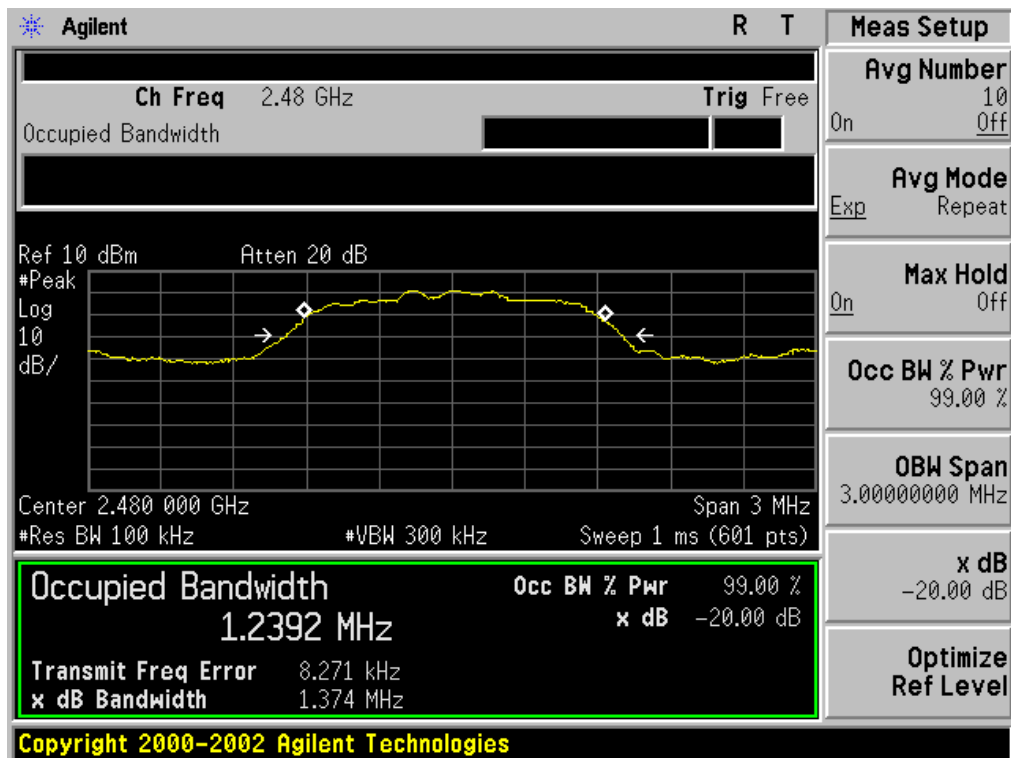 Agilent R T
Ch Freq 2.48 GHz Trig Free
Occupied Bandwidth
Ref 10 dBm Atten 20 dB
#Peak
Log
10
dB/
Center 2.480 000 GHz Span 3 MHz
#Res BW 100 kHz #VBW 300 kHz Sweep 1 ms (601 pts)
Occupied Bandwidth Occ BW % Pwr 99.00 %
1.2392 MHz x dB -20.00 dB
Transmit Freq Error 8.271 kHz
x dB Bandwidth 1.374 MHz
Copyright 2000-2002 Agilent Technologies
Meas Setup
Avg Number
10
On Off
Avg Mode
Exp Repeat
Max Hold
On Off
Occ BW % Pwr
99.00 %
OBW Span
3.00000000 MHz
x dB
-20.00 dB
Optimize
Ref Level